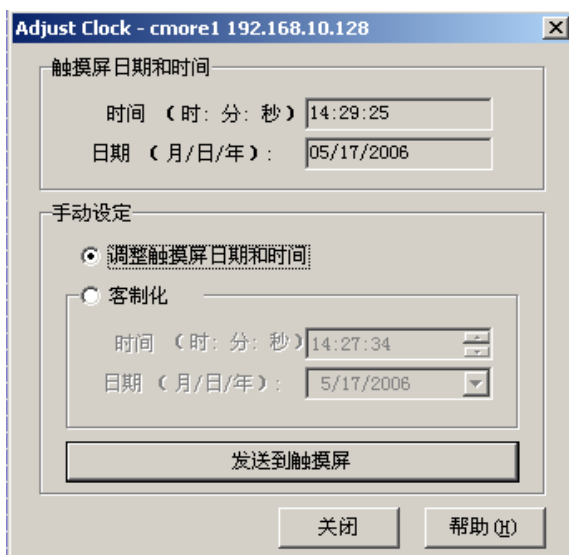 Adjust Clock - cmore1 192.168.10.128
触摸屏日期和时间
时间 (时: 分: 秒) 14:29:25
日期 (月/日/年): 05/17/2006
手动设定
调整触摸屏日期和时间
客制化
时间 (时: 分: 秒) 14:27:34
日期 (月/日/年): 5/17/2006
发送到触摸屏
关闭 帮助(H)